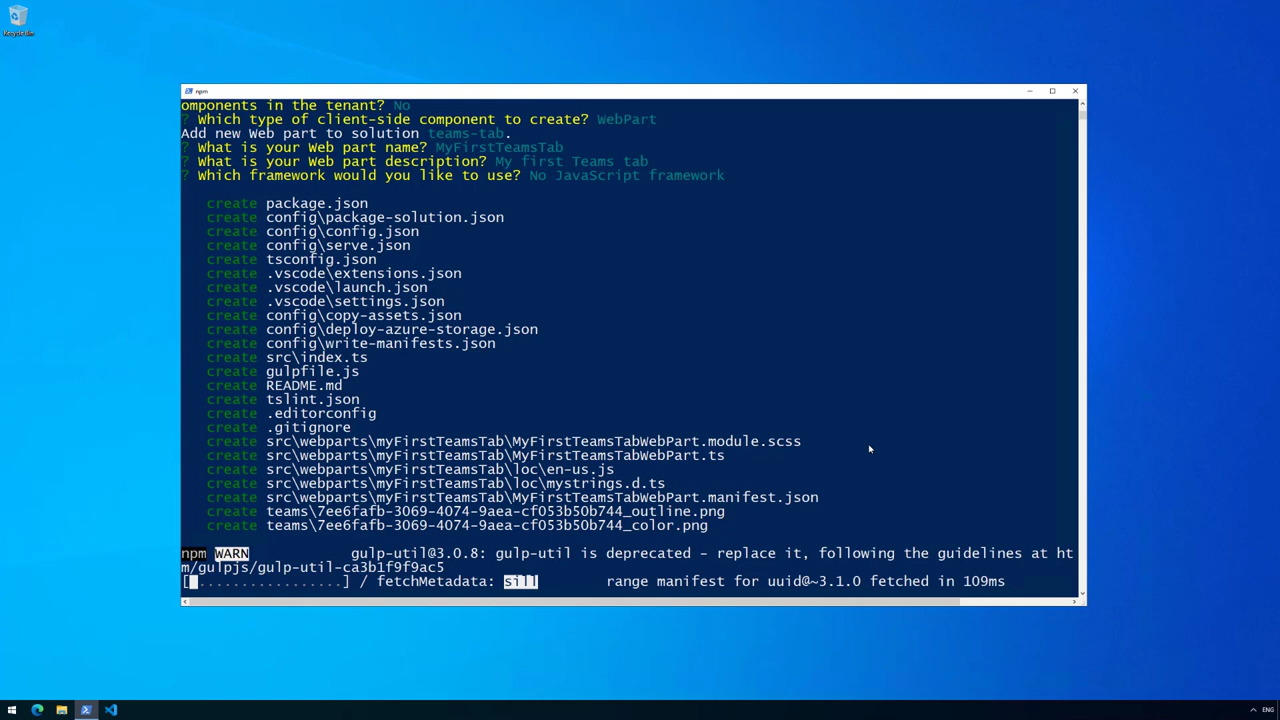 Recycle Bin
npm
omponents in the tenant? No
? Which type of client-side component to create? WebPart
Add new Web part to solution teams-tab.
? What is your Web part name? MyFirstTeamsTab
? What is your Web part description? My first Teams tab
? Which framework would you like to use? No JavaScript framework
create package.json
create config\package-solution.json
create config\config.json
create config\serve.json
create tsconfig.json
create .vscode\extensions.json
create .vscode\launch.json
create .vscode\settings.json
create config\copy-assets.json
create config\deploy-azure-storage.json
create config\write-manifests.json
create src\index.ts
create gulpfile.js
create README.md
create tslint.json
create .editorconfig
create .gitignore
create src\webparts\myFirstTeamsTab\MyFirstTeamsTabWebPart.module.scss
create src\webparts\myFirstTeamsTab\MyFirstTeamsTabWebPart.ts
create src\webparts\myFirstTeamsTab\loc\en-us.js
create src\webparts\myFirstTeamsTab\loc\mystrings.d.ts
create src\webparts\myFirstTeamsTab\MyFirstTeamsTabWebPart.manifest.json
create teams\7ee6fafb-3069-4074-9aea-cf053b50b744_outline.png
create teams\7ee6fafb-3069-4074-9aea-cf053b50b744_color.png
npm WARN gulp-util@3.0.8: gulp-util is deprecated - replace it, following the guidelines at ht
m/gulpjs/gulp-util-ca3b1f9f9ac5
[ .................] / fetchMetadata: sill range manifest for uuid@~3.1.0 fetched in 109ms
ENG